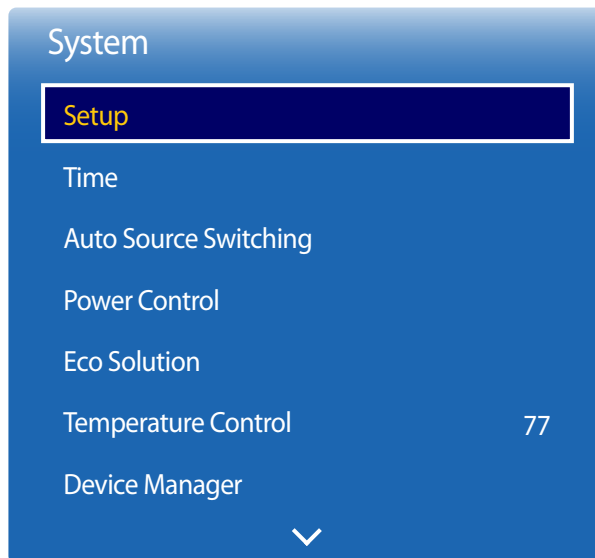 System
Setup
Time
Auto Source Switching
Power Control
Eco Solution
Temperature Control 77
Device Manager